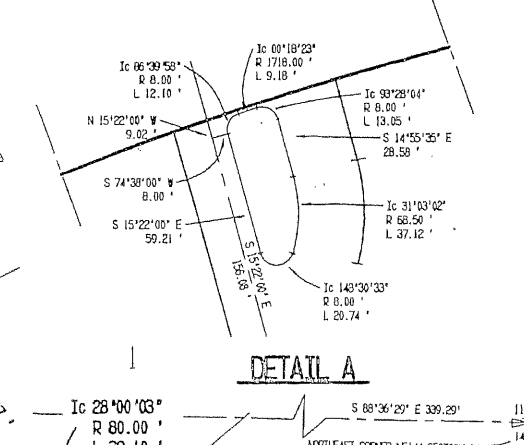 Ic 00°18'23"
R 1718.00 '
L 9.18 '
Ic 86°39'58"
R 8.00 '
L 12.10 '
Ic 93°28'04"
R 8.00 '
L 13.05 '
N 15°22'00" W
9.02 '
S 14°55'35" E
28.58 '
S 74°38'00" W
8.00 '
Ic 31°03'02"
R 68.50 '
L 37.12 '
S 15°22'00" E
59.21 '
S 15°22'00" E
156.08 '
Ic 148°30'33"
R 8.00 '
L 20.74 '
DETAIL A
Ic 28°00'03"
R 80.00 '
S 88°36'29" E 339.29'